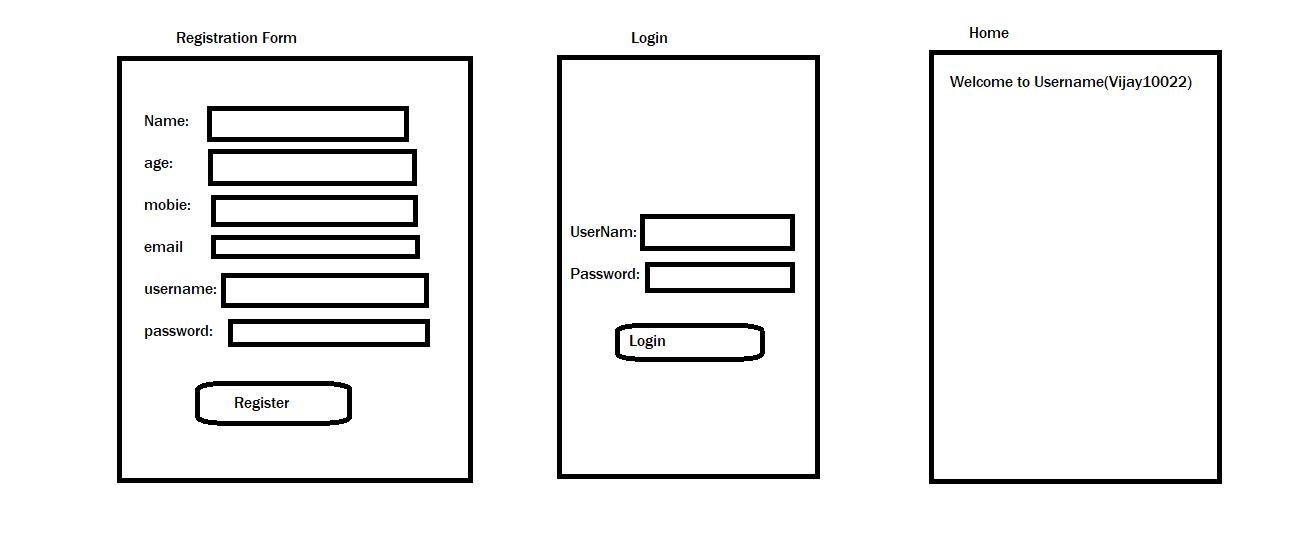 Registration Form
Name:
age:
mobie:
email
username:
password:
Register
Login
UserNam:
Password:
Login
Home
Welcome to Username(Vijay10022)